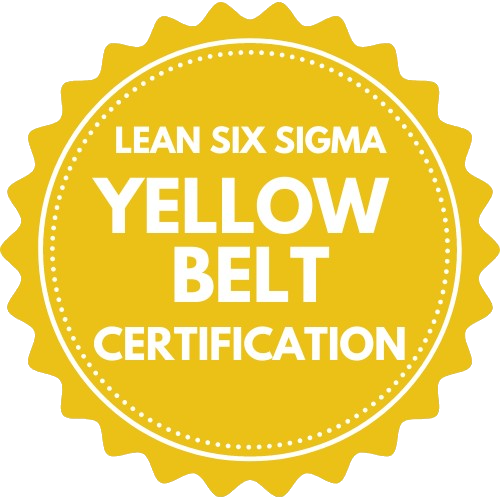 LEAN SIX SIGMA
YELLOW
BELT
CERTIFICATION